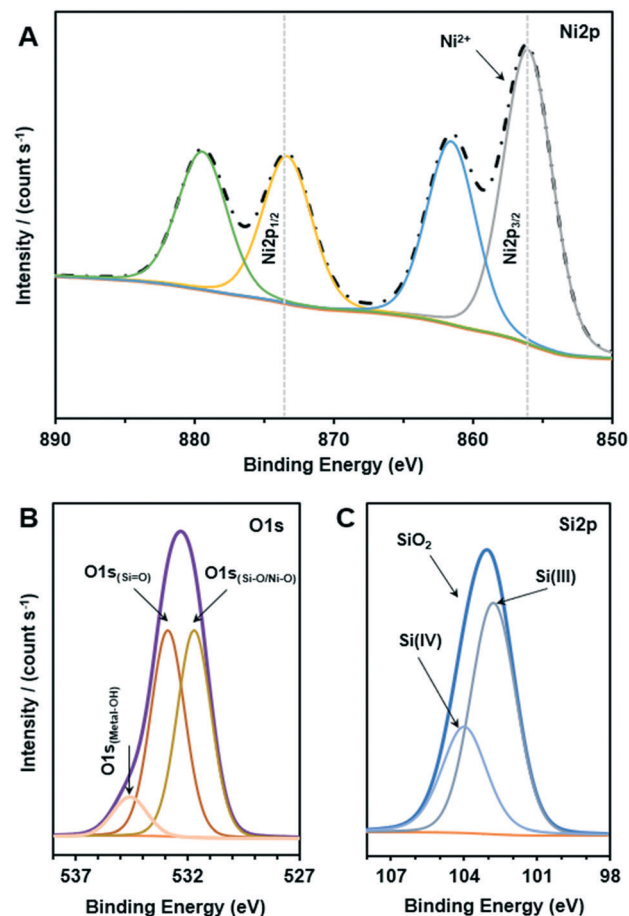 A
Ni2p
Ni²⁺
Intensity / (count s⁻¹)
Ni2p₁/₂
Ni2p₃/₂
890
880
870
860
850
Binding Energy (eV)
B
O1s
O1s(Si=O)
O1s(Si-O/Ni-O)
O1s(Metal-OH)
Intensity / (count s⁻¹)
537
532
527
Binding Energy (eV)
C
Si2p
SiO₂
Si(III)
Si(IV)
107
104
101
98
Binding Energy (eV)